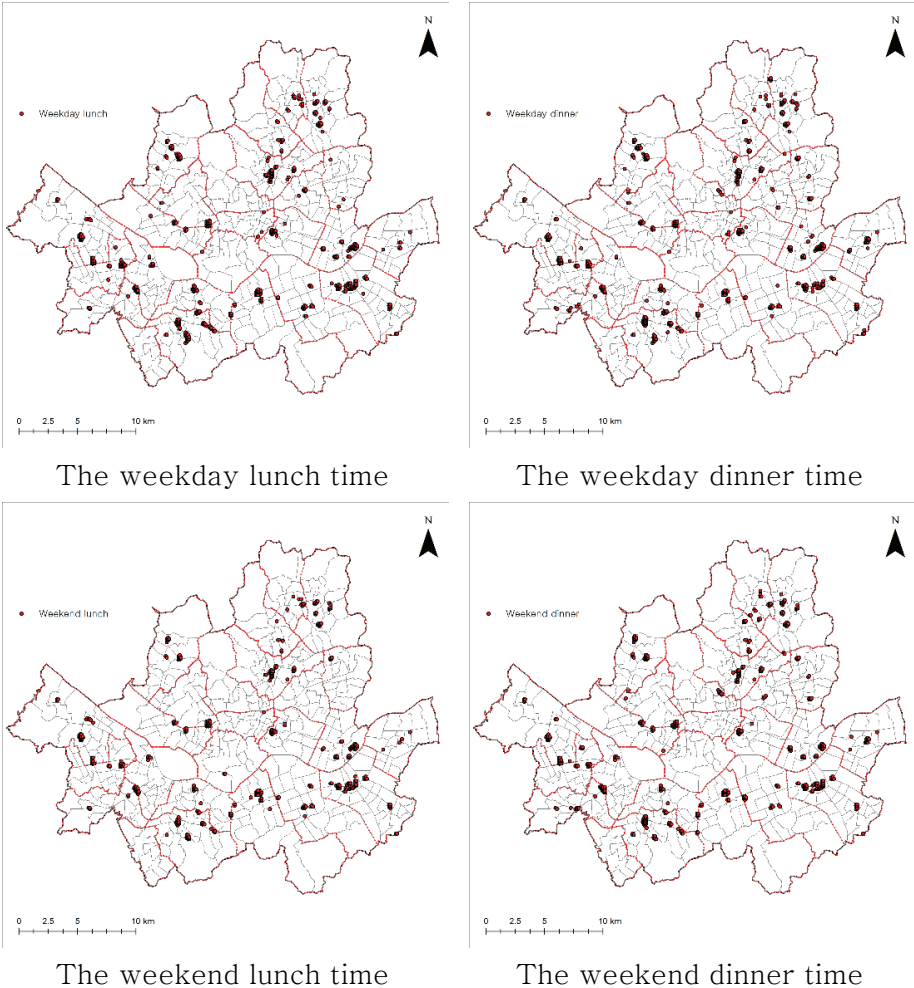 N
N
Weekday lunch
Weekday dinner
0 2.5 5 10 km
0 2.5 5 10 km
The weekday lunch time
The weekday dinner time
N
N
Weekend lunch
Weekend dinner
0 2.5 5 10 km
0 2.5 5 10 km
The weekend lunch time
The weekend dinner time